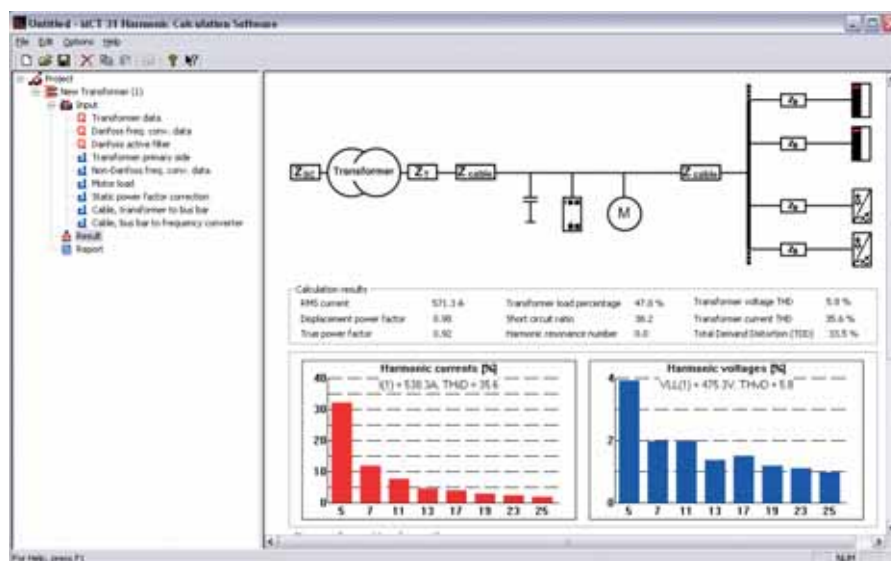 Untitled - MCT 31 Harmonic Calculation Software
File Edit Options Help
Project
New Transformer (1)
Input
Transformer data
Danfoss freq. conv. data
Danfoss active filter
Transformer primary side
Non-Danfoss freq. conv. data
Motor load
Static power factor correction
Cable, transformer to bus bar
Cable, bus bar to frequency converter
Result
Report
Z SC Transformer Z T Z cable Z cable
M
Calculation results
RMS current 571.3 A Transformer load percentage 47.0 % Transformer voltage THD 5.8 %
Displacement power factor 0.98 Short circuit ratio 38.2 Transformer current THD 35.6 %
True power factor 0.92 Harmonic resonance number 0.0 Total Demand Distortion (TDD) 33.5 %
Harmonic currents [%]
I(1) = 538.3A, THiD = 35.6
40
30
20
10
0
5 7 11 13 17 19 23 25
Harmonic voltages [%]
VLL(1) = 475.3V, THvD = 5.8
4
2
0
5 7 11 13 17 19 23 25
For Help, press F1
NUM